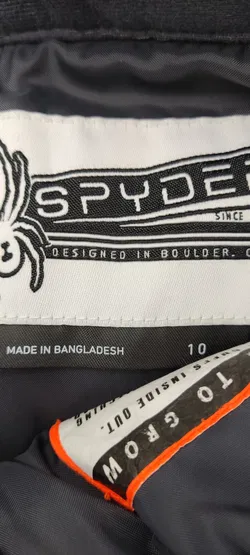 SPYDE
SINCE
DESIGNED IN BOULDER, C
MADE IN BANGLADESH 10
INSIDE OUT.
TO GROW